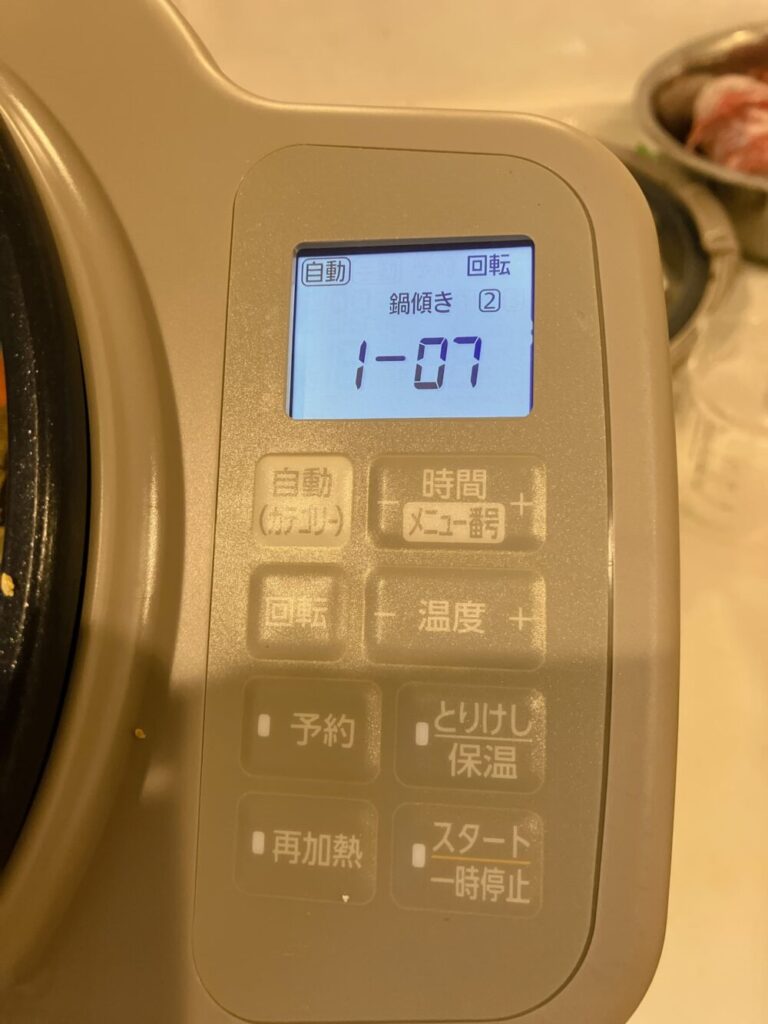 自動 回転
鍋傾き 2
1-07
自動
(カテゴリー)
- 時間 +
メニュー番号
回転
- 温度 +
予約
とりけし
保温
再加熱
スタート
一時停止